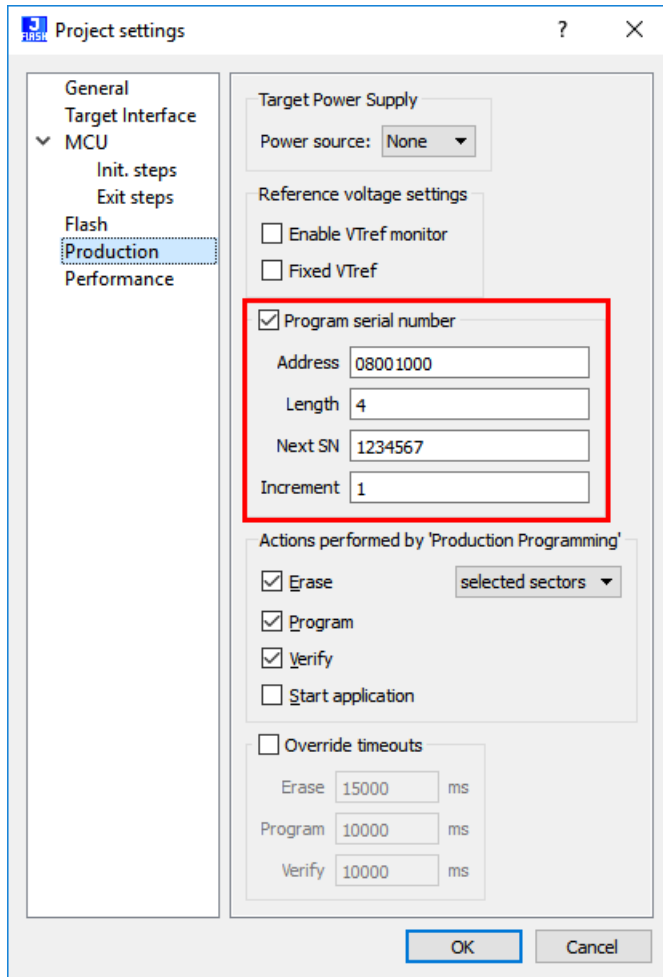 J
FLASH
Project settings
?
General
Target Interface
MCU
Init. steps
Exit steps
Flash
Production
Performance
Target Power Supply
Power source: None
Reference voltage settings
Enable VTref monitor
Fixed VTref
Program serial number
Address 08001000
Length 4
Next SN 1234567
Increment 1
Actions performed by 'Production Programming'
Erase selected sectors
Program
Verify
Start application
Override timeouts
Erase 15000 ms
Program 10000 ms
Verify 10000 ms
OK Cancel